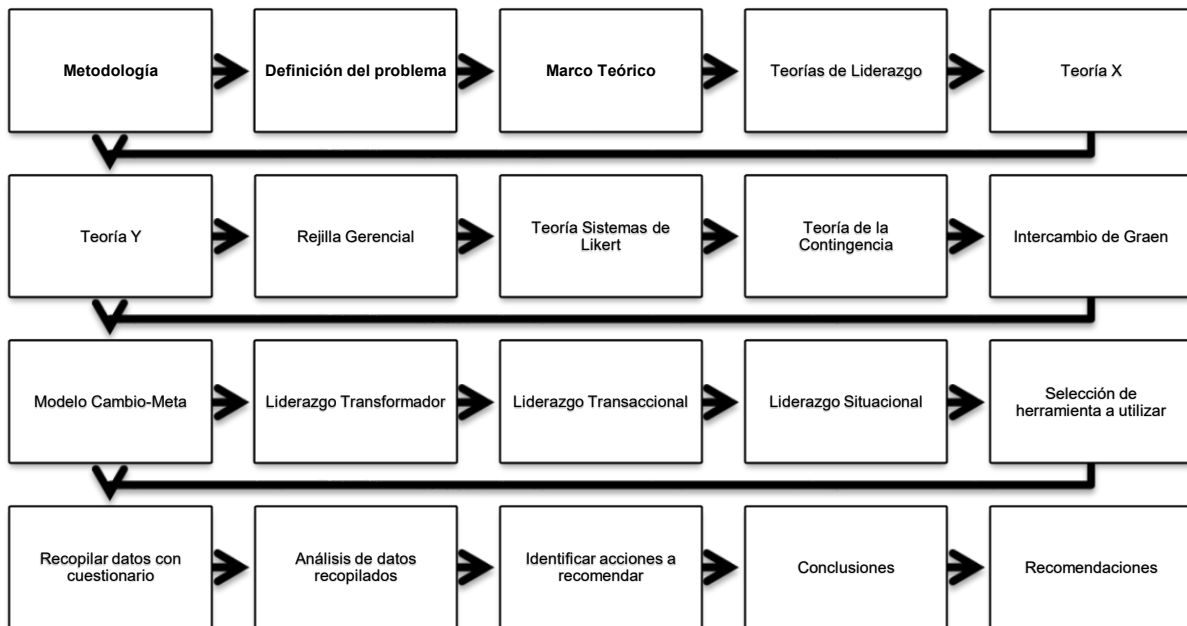 Metodología
Definición del problema
Marco Teórico
Teorías de Liderazgo
Teoría X
Teoría Y
Rejilla Gerencial
Teoría Sistemas de
Likert
Teoría de la
Contingencia
Intercambio de Graen
Modelo Cambio-Meta
Liderazgo Transformador
Liderazgo Transaccional
Liderazgo Situacional
Selección de
herramienta a utilizar
Recopilar datos con
cuestionario
Análisis de datos
recopilados
Identificar acciones a
recomendar
Conclusiones
Recomendaciones